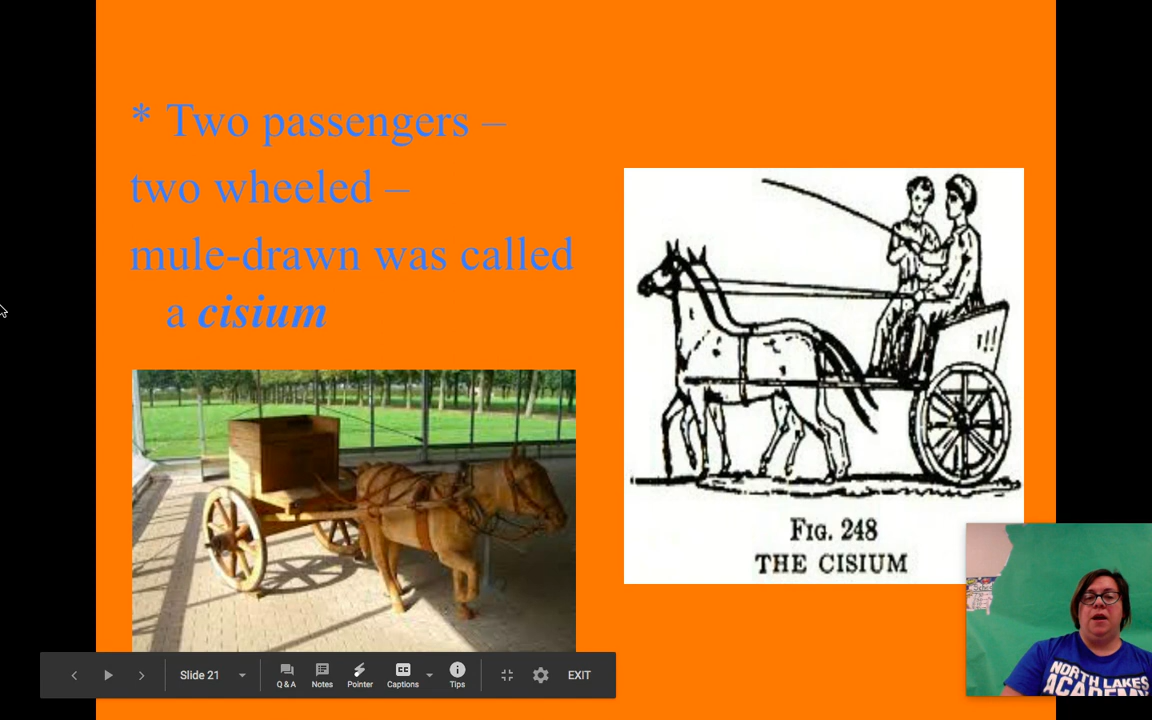 * Two passengers –
two wheeled –
mule-drawn was called
a cisium
FIG. 248
THE CISIUM
Slide 21
Q & A
Notes
Pointer
CC
Captions
Tips
EXIT
NORTH LAKES
ACADEMY